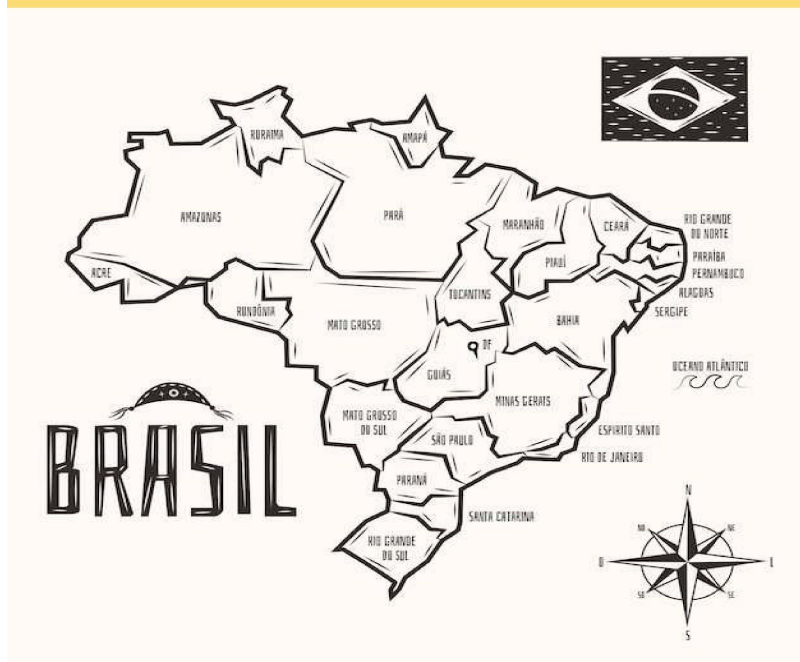 RORAIMA
AMAPÁ
AMAZONAS
PARÁ
MARANHÃO
CEARÁ
RIO GRANDE
DO NORTE
PIAUÍ
PARAÍBA
PERNAMBUCO
ACRE
TOCANTINS
ALAGOAS
RONDÔNIA
SERGIPE
MATO GROSSO
BAHIA
DF
GOIÁS
OCEANO ATLÂNTICO
MINAS GERAIS
MATO GROSSO
DO SUL
SÃO PAULO
ESPIRITO SANTO
RIO DE JANEIRO
BRASIL
PARANÁ
SANTA CATARINA
RIO GRANDE
DO SUL
N
NO
NE
O
L
SO
SE
S